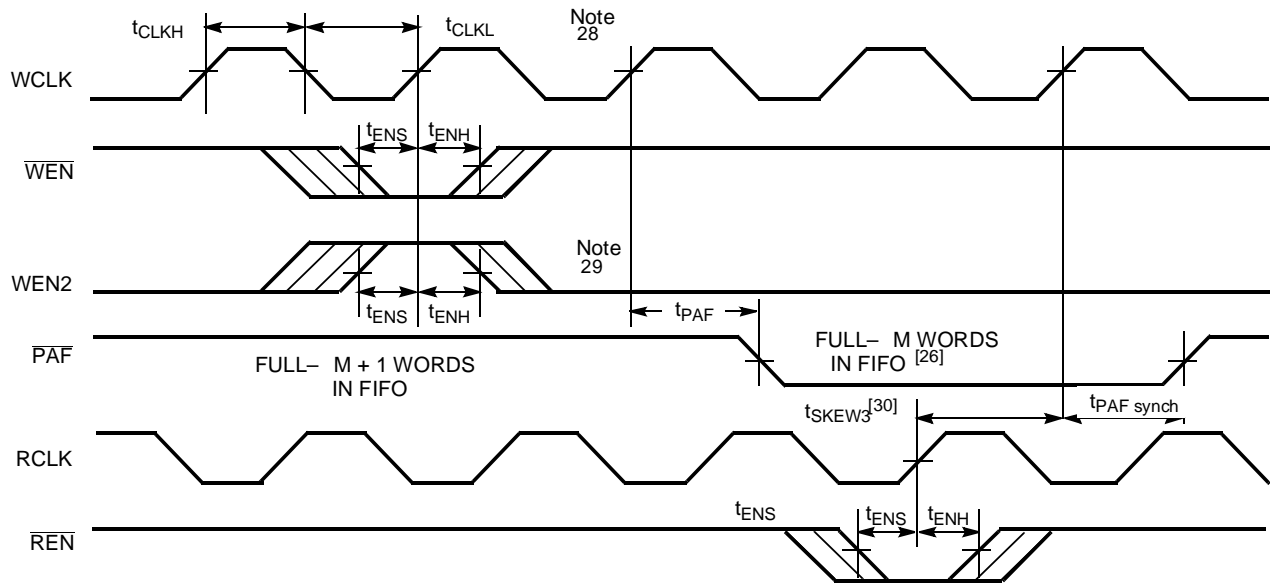 tCLKH
tCLKL
Note
28
WCLK
tENS
tENH
WEN
Note
29
WEN2
tENS
tENH
tPAF
PAF
FULL– M + 1 WORDS
IN FIFO
FULL– M WORDS
IN FIFO [26]
tSKEW3[30]
tPAF synch
RCLK
tENS
tENS
tENH
REN